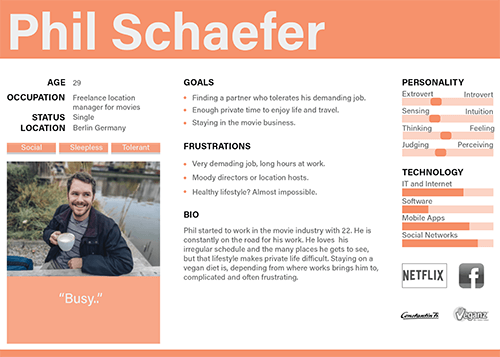 Phil Schaefer
AGE 29
OCCUPATION Freelance location
manager for movies
STATUS Single
LOCATION Berlin Germany
Social Sleepless Tolerant
“Busy..”
GOALS
• Finding a partner who tolerates his demanding job.
• Enough private time to enjoy life and travel.
• Staying in the movie business.
FRUSTRATIONS
• Very demading job, long hours at work.
• Moody directors or location hosts.
• Healthy lifestyle? Almost impossible.
BIO
Phil started to work in the movie industry with 22. He is
constantly on the road for his work. He loves his
irregular schedule and the many places he gets to see,
but that lifestyle makes private life difficult. Staying on a
vegan diet is, depending from where works brings him to,
complicated and often frustrating.
PERSONALITY
Extrovert Introvert
Sensing Intuition
Thinking Feeling
Judging Perceiving
TECHNOLOGY
IT and Internet
Software
Mobile Apps
Social Networks
NETFLIX f
Constantin Veganz